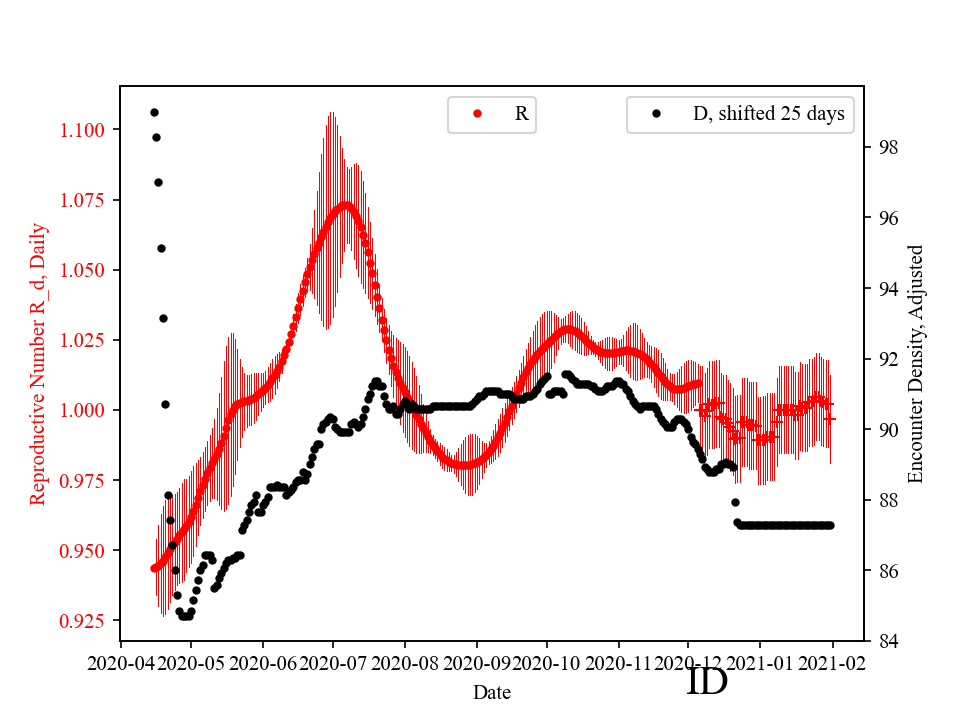 R
D, shifted 25 days
1.100
1.075
1.050
1.025
1.000
0.975
0.950
0.925
Reproductive Number R_d, Daily
98
96
94
92
90
88
86
84
Encounter Density, Adjusted
2020-04 2020-05 2020-06 2020-07 2020-08 2020-09 2020-10 2020-11 2020-12 2021-01 2021-02
Date
ID